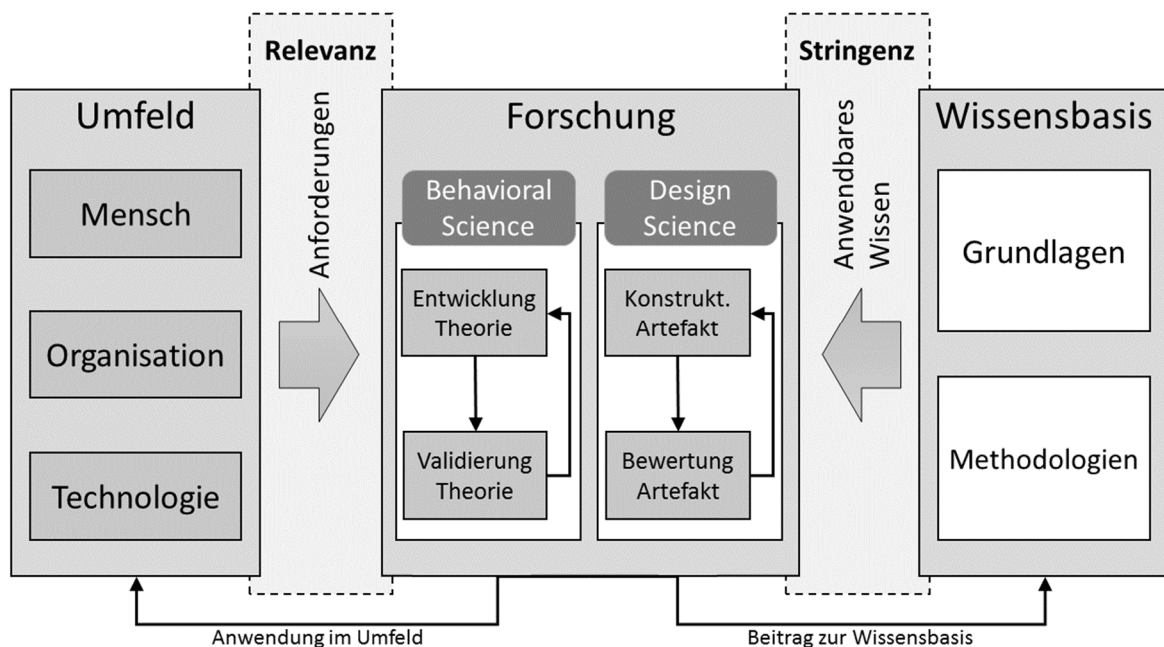 Relevanz
Stringenz
Umfeld
Mensch
Organisation
Technologie
Anforderungen
Forschung
Behavioral
Science
Entwicklung
Theorie
Validierung
Theorie
Design
Science
Konstrukt.
Artefakt
Bewertung
Artefakt
Anwendbares
Wissen
Wissensbasis
Grundlagen
Methodologien
Anwendung im Umfeld
Beitrag zur Wissensbasis